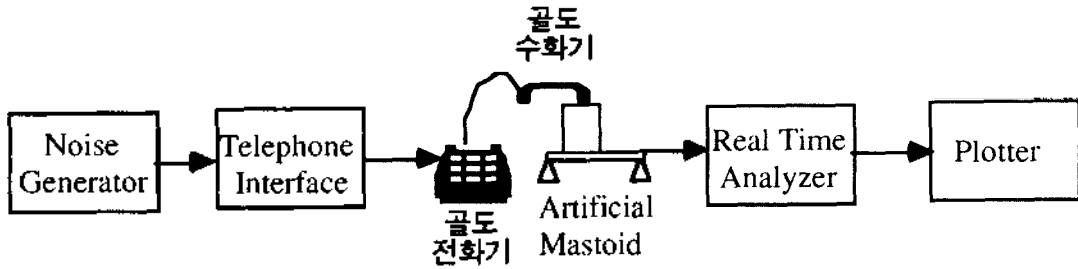 골도
수화기
Noise
Generator
Telephone
Interface
골도
전화기
Artificial
Mastoid
Real Time
Analyzer
Plotter